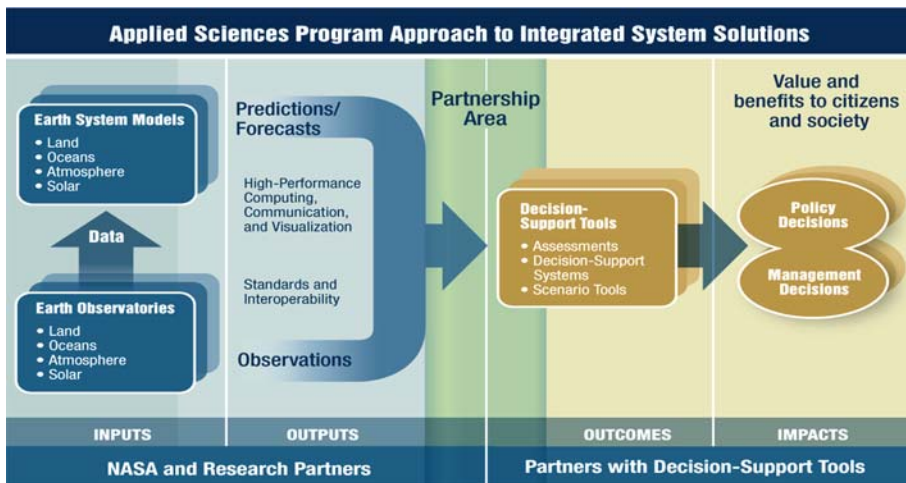 Applied Sciences Program Approach to Integrated System Solutions
Earth System Models
• Land
• Oceans
• Atmosphere
• Solar
Data
Earth Observatories
• Land
• Oceans
• Atmosphere
• Solar
Predictions/
Forecasts
High-Performance
Computing,
Communication,
and Visualization
Standards and
Interoperability
Observations
Partnership
Area
Decision-
Support Tools
• Assessments
• Decision-Support
Systems
• Scenario Tools
Value and
benefits to citizens
and society
Policy
Decisions
Management
Decisions
INPUTS
OUTPUTS
OUTCOMES
IMPACTS
NASA and Research Partners
Partners with Decision-Support Tools